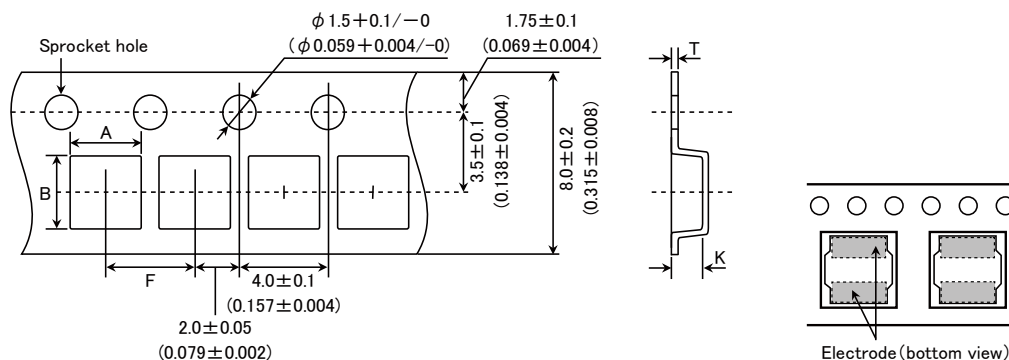 φ1.5+0.1/−0
(φ0.059+0.004/-0)
1.75±0.1
(0.069±0.004)
Sprocket hole
T
A
B
3.5±0.1
(0.138±0.004)
8.0±0.2
(0.315±0.008)
K
F
4.0±0.1
(0.157±0.004)
2.0±0.05
(0.079±0.002)
Electrode(bottom view)